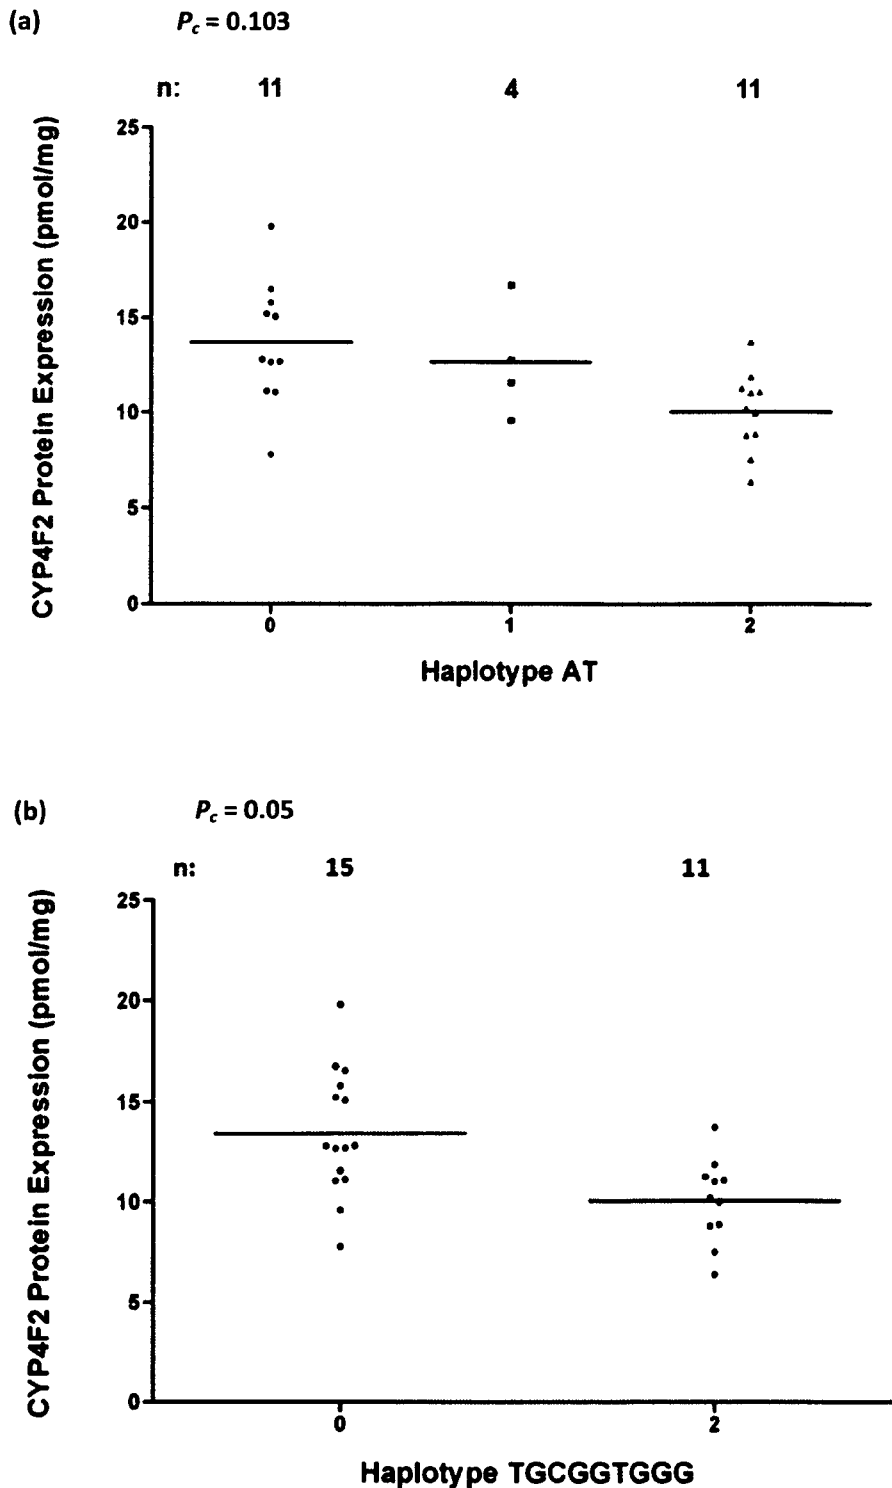 (a)
P_c = 0.103
n: 11 4 11
CYP4F2 Protein Expression (pmol/mg)
25
20
15
10
5
0
0 1 2
Haplotype AT
(b)
P_c = 0.05
n: 15 11
CYP4F2 Protein Expression (pmol/mg)
25
20
15
10
5
0
0 2
Haplotype TGCGGTGGG